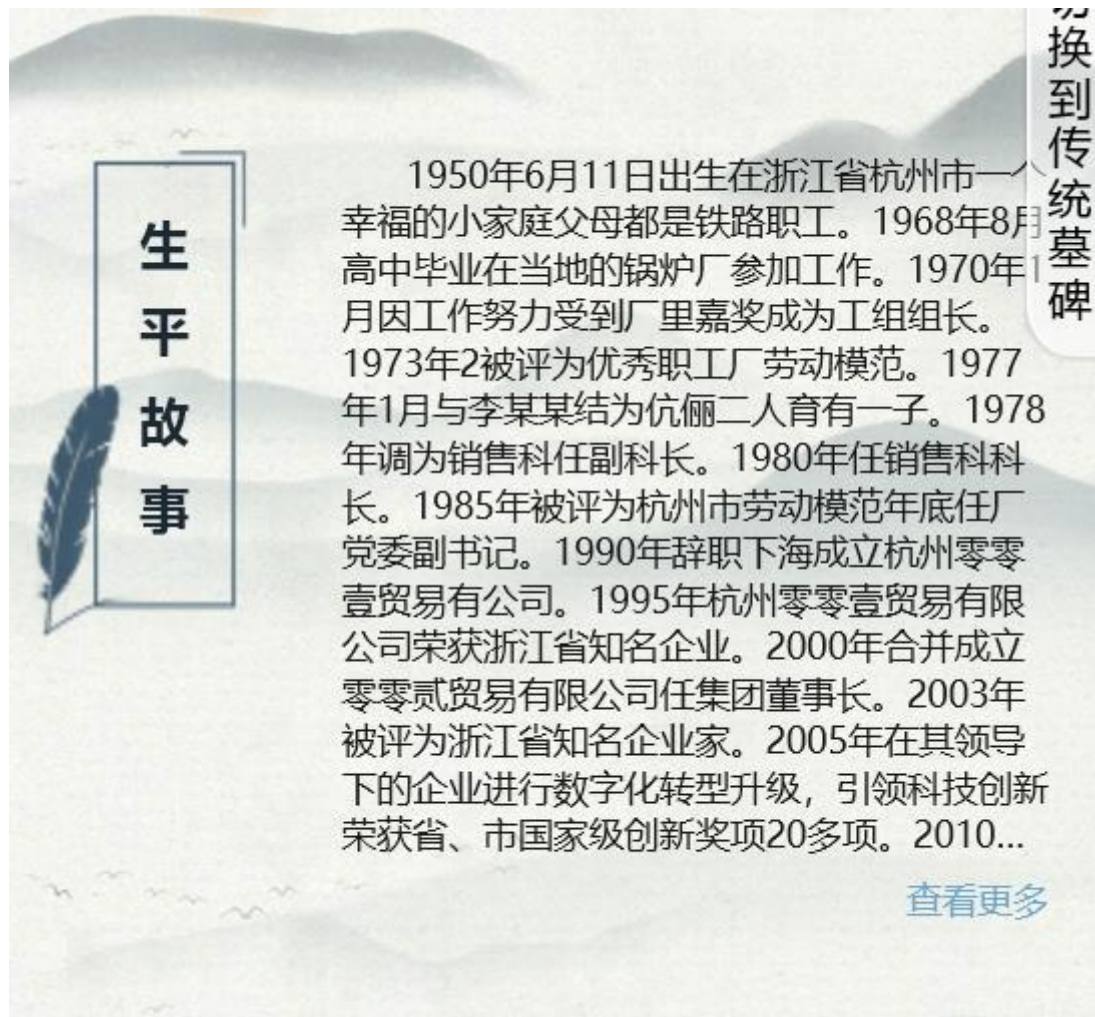 生平故事
1950年6月11日出生在浙江省杭州市一个
幸福的小家庭父母都是铁路职工。1968年8月
高中毕业在当地的锅炉厂参加工作。1970年1
月因工作努力受到厂里嘉奖成为工组组长。
1973年2被评为优秀职工厂劳动模范。1977
年1月与李某某结为伉俪二人育有一子。1978
年调为销售科任副科长。1980年任销售科科
长。1985年被评为杭州市劳动模范年底任厂
党委副书记。1990年辞职下海成立杭州零零
壹贸易有公司。1995年杭州零零壹贸易有限
公司荣获浙江省知名企业。2000年合并成立
零零贰贸易有限公司任集团董事长。2003年
被评为浙江省知名企业家。2005年在其领导
下的企业进行数字化转型升级，引领科技创新
荣获省、市国家级创新奖项20多项。2010...
查看更多
换到传统墓碑